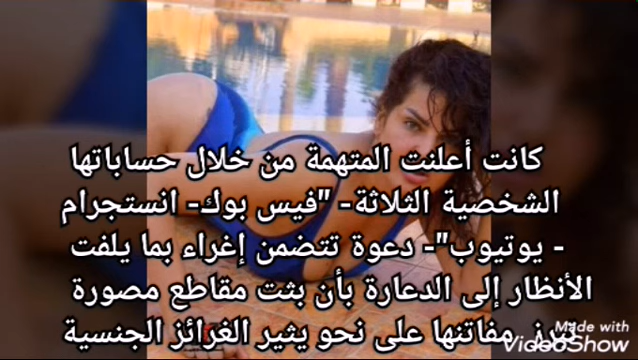 كانت أعلنت المتهمة من خلال حساباتها
الشخصية الثلاثة- "فيس بوك- انستجرام
- يوتيوب"- دعوة تتضمن إغراء بما يلفت
الأنظار إلى الدعارة بأن بثت مقاطع مصورة
تبرز مفاتنها على نحو يثير الغرائز الجنسية
Made with
VideoShow